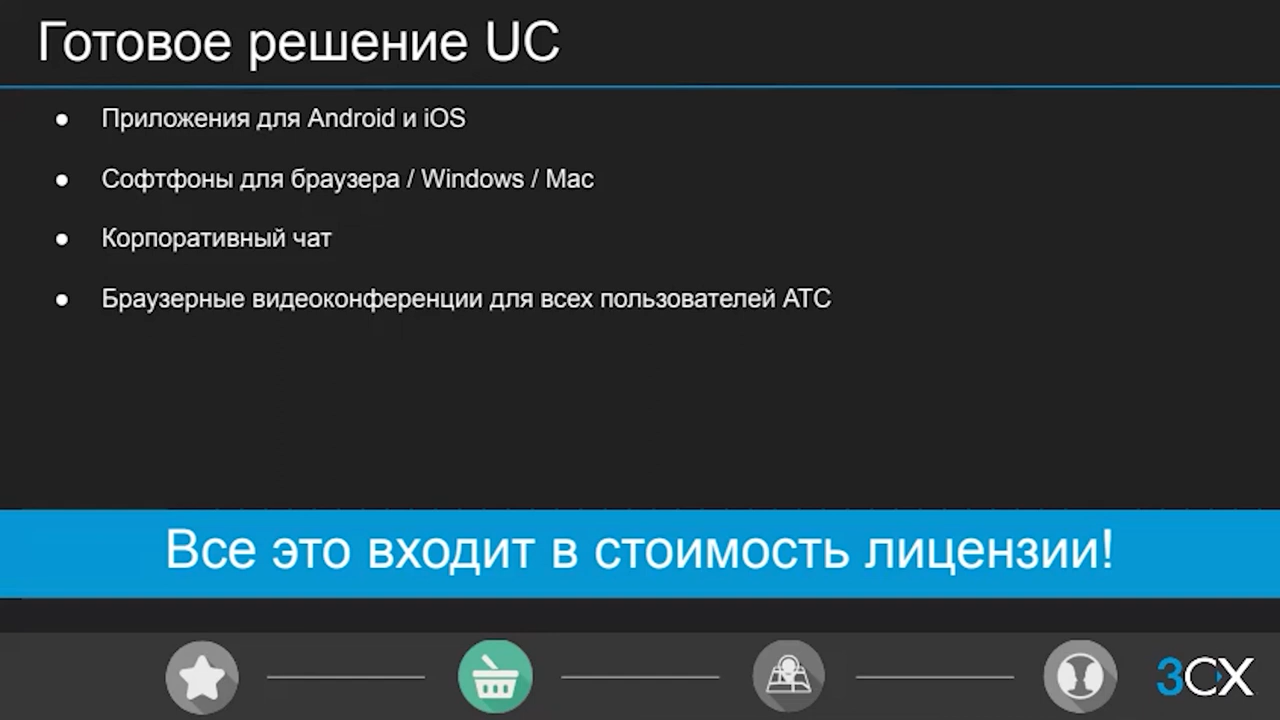 Готовое решение UC
● Приложения для Android и iOS
● Софтфоны для браузера / Windows / Mac
● Корпоративный чат
● Браузерные видеоконференции для всех пользователей АТС
Все это входит в стоимость лицензии!
3CX